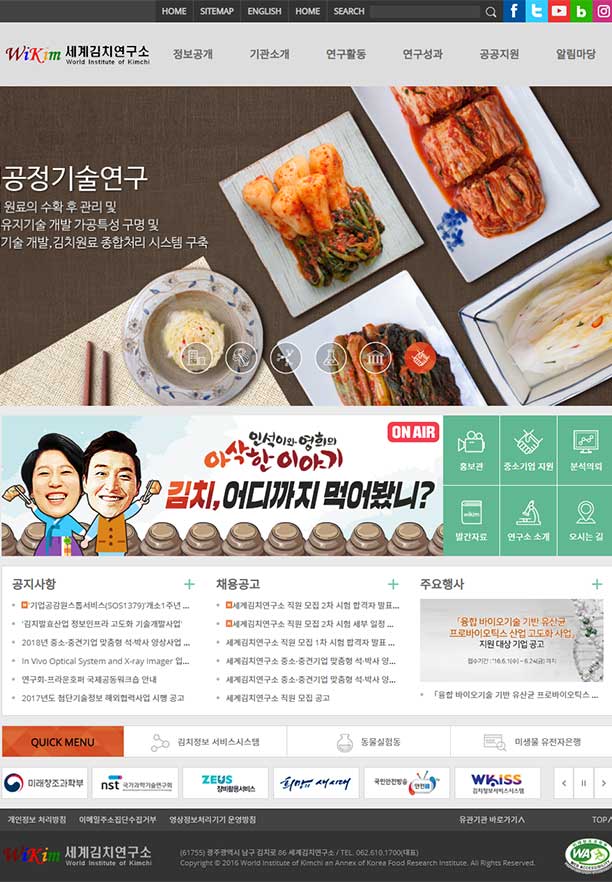 HOME SITEMAP ENGLISH HOME SEARCH
WiKim 세계김치연구소
World Institute of Kimchi
정보공개 기관소개 연구활동 연구성과 공공지원 알림마당
공정기술연구
원료의 수확 후 관리 및
유지기술 개발 가공특성 구명 및
기술 개발,김치원료 종합처리 시스템 구축
인석이와 영희의
아삭한 이야기
ON AIR
김치,어디까지 먹어봤니?
홍보관 중소기업 지원 분석의뢰
wikim
발간자료 연구소 소개 오시는 길
공지사항 +
'기업공감원스톱서비스(SOS1379)'개소1주년 ...
'김치발효산업 정보인프라 고도화 기술개발사업'
2018년 중소·중견기업 맞춤형 석·박사 양상사업 ...
In Vivo Optical System and X-ray Imager 입...
연구회-프라운호퍼 국제공동워크숍 안내
2017년도 첨단기술정보 해외협력사업 시행 공고
채용공고 +
세계김치연구소 직원 모집 2차 시험 합격자 발표...
세계김치연구소 직원 모집 2차 시험 세부 일정 ...
세계김치연구소 직원 모집 1차 시험 합격자 발표 ...
세계김치연구소 중소·중견기업 맞춤형 석·박사 양...
세계김치연구소 중소·중견기업 맞춤형 석·박사 양...
세계김치연구소 직원 모집 공고
주요행사 +
「융합 바이오기술 기반 유산균
프로바이오틱스 산업 고도화 사업」
지원 대상 기업 공고
접수기간 : '16.6.1(수) ~ 6.24(금) 까지
「융합 바이오기술 기반 유산균 프로바이오틱스 ...
QUICK MENU 김치정보 서비스시스템 동물실험동 미생물 유전자은행
미래창조과학부 nst 국가과학기술연구회 ZEUS 장비활용서비스 희망의 새시대 국민안전방송 안전한TV WKISS 김치정보서비스시스템
개인정보 처리방침 이메일주소집단수집거부 영상정보처리기기 운영방침 유관기관 바로가기∧ TOP∧
WiKim 세계김치연구소
World Institute of Kimchi
(61755) 광주광역시 남구 김치로 86 세계김치연구소 / TEL. 062.610.1700(대표)
Copyright © 2016 World Institute of Kimchi an Annex of Korea Food Research Institute. All Rights Reserved.
WA